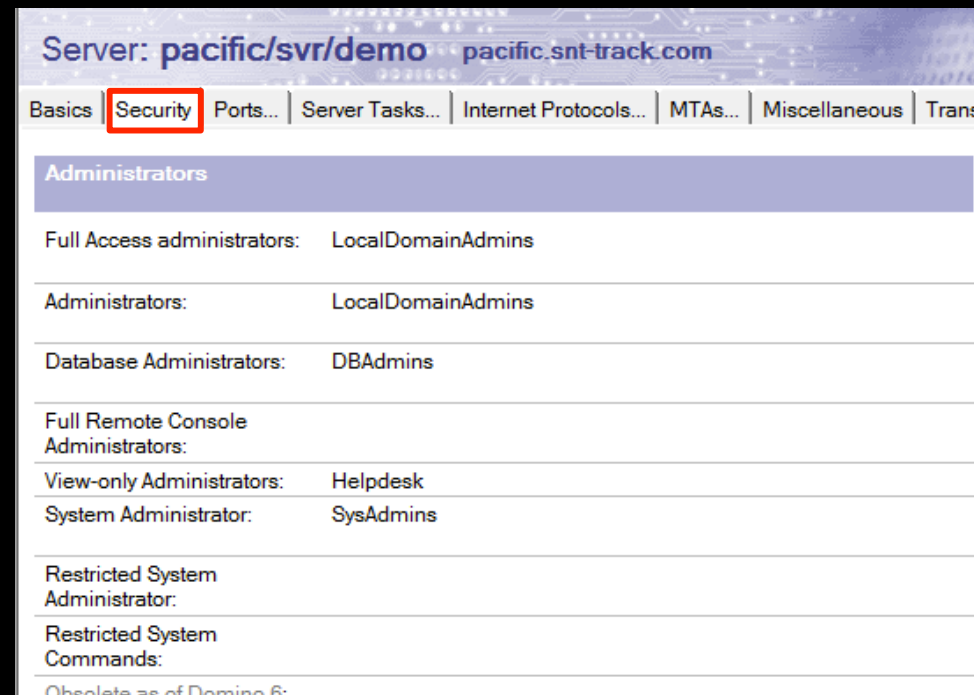 Server: pacific/svr/demo pacific.snt-track.com
Basics Security Ports... Server Tasks... Internet Protocols... MTAs... Miscellaneous Trans
Administrators
Full Access administrators: LocalDomainAdmins
Administrators: LocalDomainAdmins
Database Administrators: DBAdmins
Full Remote Console
Administrators:
View-only Administrators: Helpdesk
System Administrator: SysAdmins
Restricted System
Administrator:
Restricted System
Commands:
Obsolete as of Domino 6: